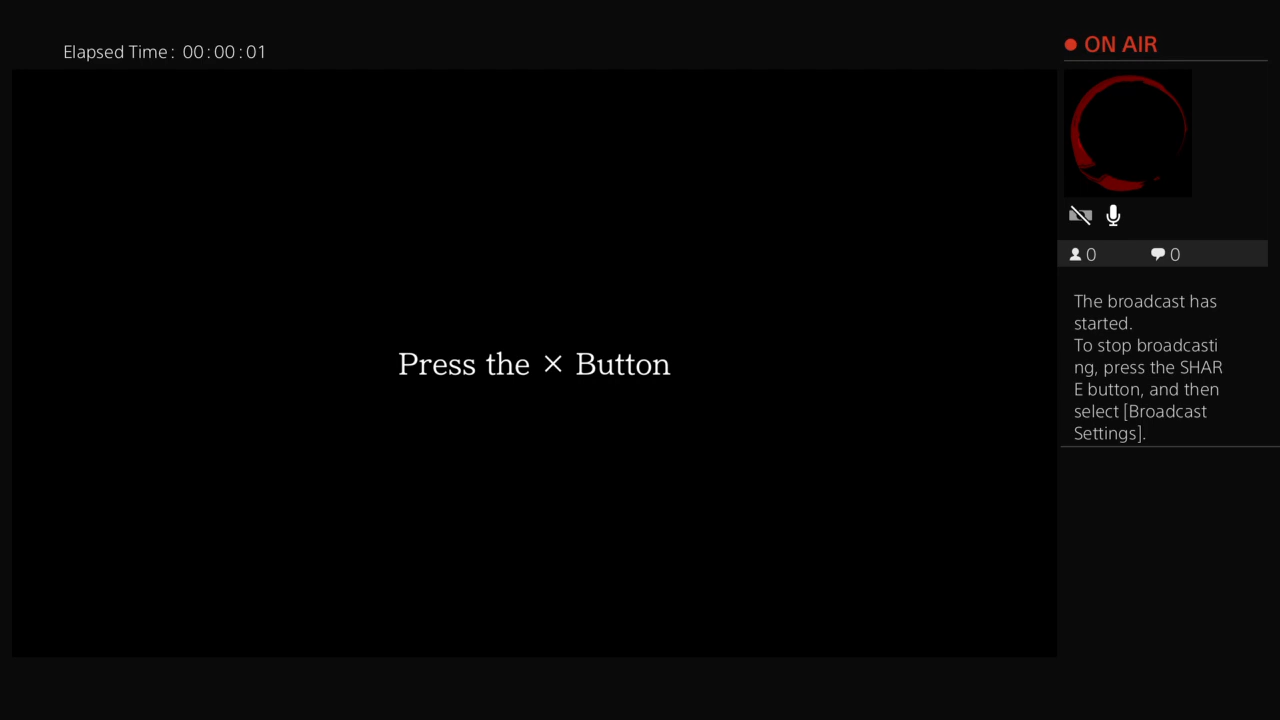 Elapsed Time: 00:00:01
ON AIR
0 0
The broadcast has
started.
To stop broadcasti
ng, press the SHAR
E button, and then
select [Broadcast
Settings].
Press the × Button